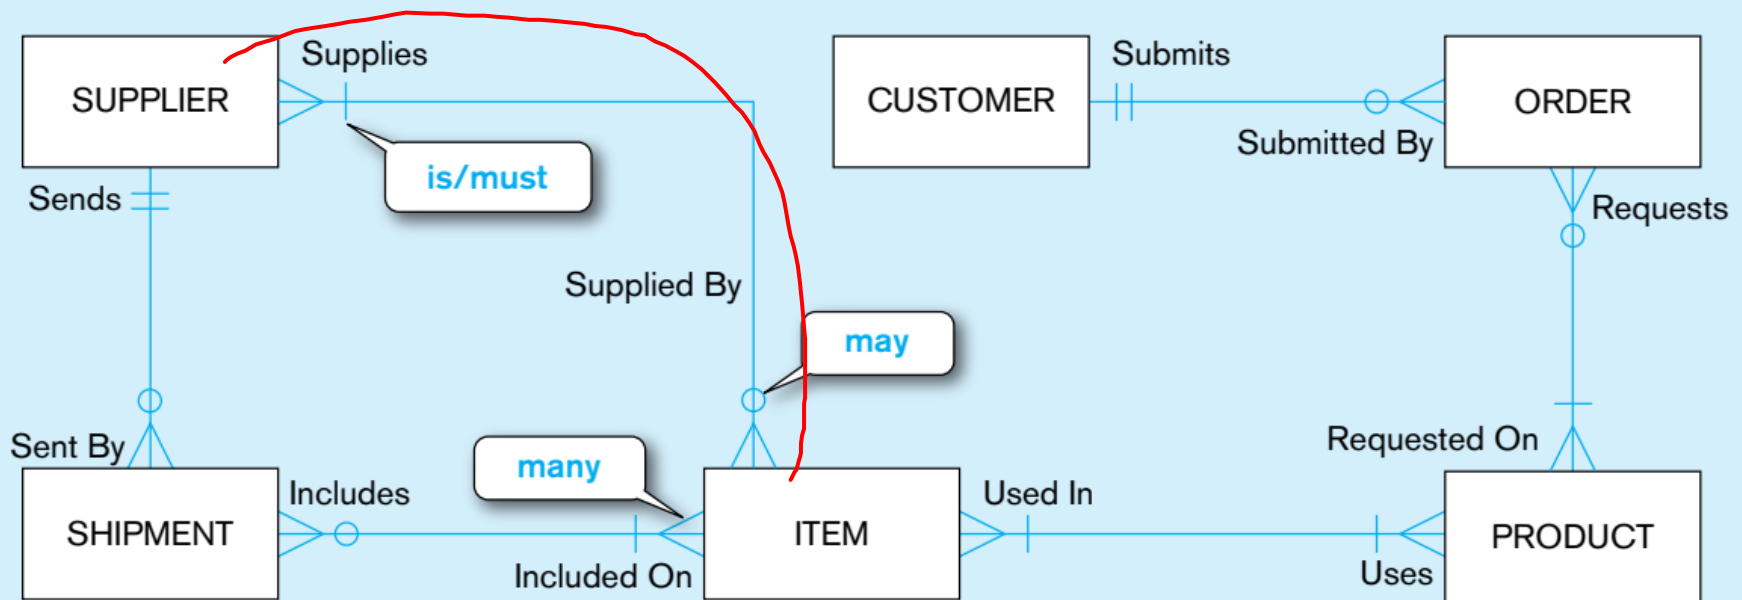 Supplies
Submits
SUPPLIER
CUSTOMER
ORDER
Submitted By
is/must
Sends
Requests
Supplied By
may
Sent By
many
Requested On
Includes
Used In
SHIPMENT
ITEM
PRODUCT
Included On
Uses